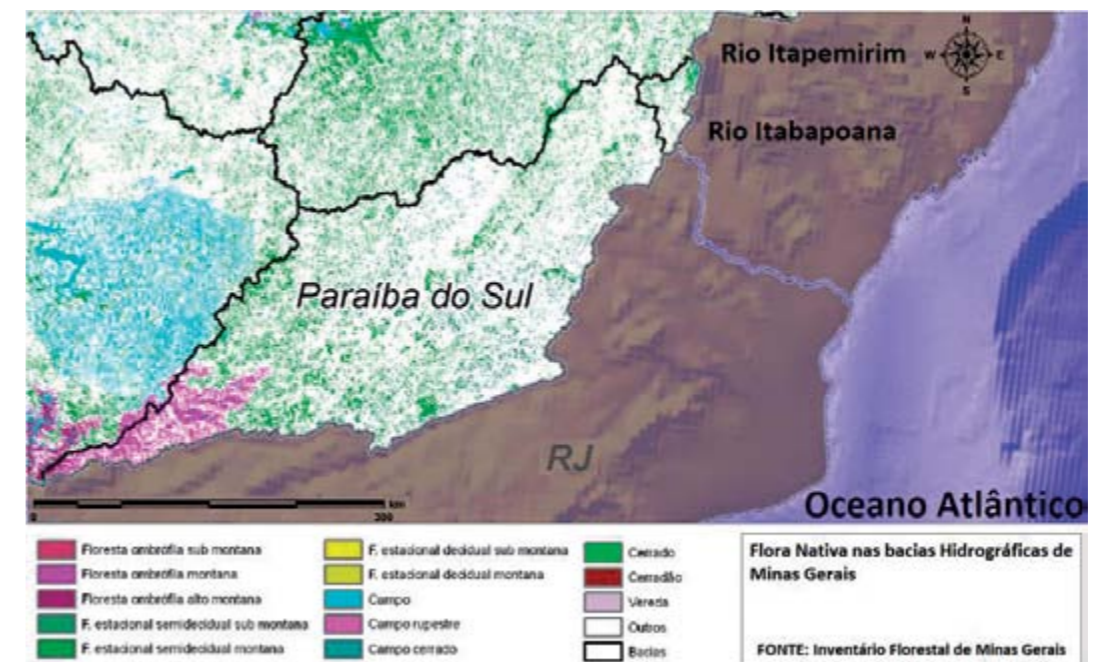 N
Rio Itapemirim
W
E
S
Rio Itabapoana
Paraíba do Sul
RJ
km
0
200
Oceano Atlântico
Floresta ombrófila sub montana
Floresta ombrófila montana
Floresta ombrófila alto montana
F. estacional semidecidual sub montana
F. estacional semidecidual montana
F. estacional decidual sub montana
F. estacional decidual montana
Campo
Campo rupestre
Campo cerrado
Cerrado
Cerradão
Vereda
Outros
Bacias
Flora Nativa nas bacias Hidrográficas de
Minas Gerais
FONTE: Inventário Florestal de Minas Gerais